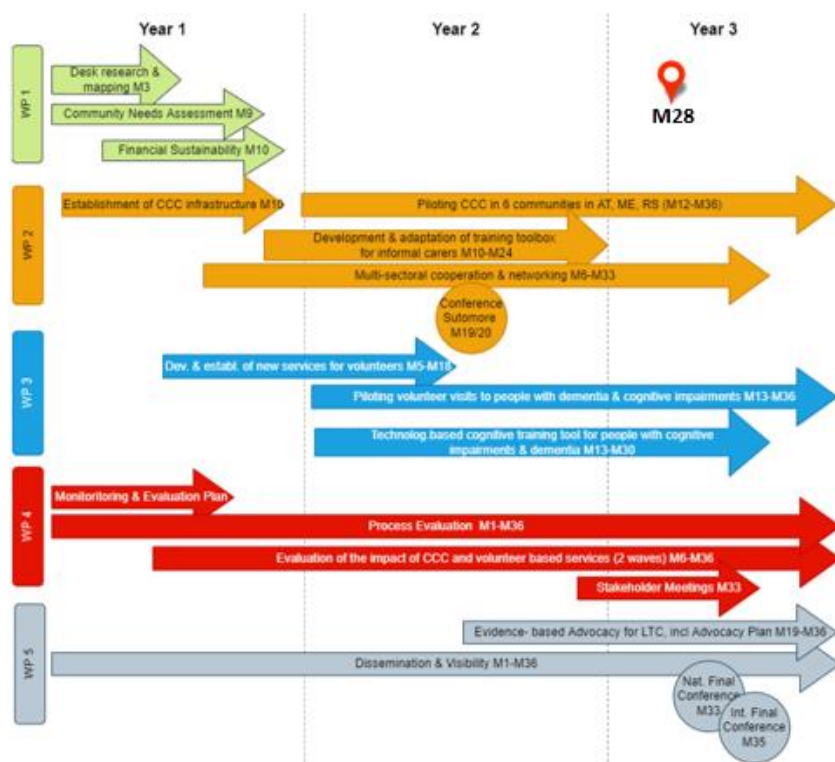 Year 1
Year 2
Year 3
M28
WP 1
Desk research &
mapping M3
Community Needs Assessment M9
Financial Sustainability M10
WP 2
Establishment of CCC infrastructure M10
Piloting CCC in 6 communities in AT, ME, RS (M12-M36)
Development & adaptation of training toolbox
for informal carers M10-M24
Multi-sectoral cooperation & networking M6-M33
Conference
Sutomore
M19/20
WP 3
Dev. & establ. of new services for volunteers M5-M18
Piloting volunteer visits to people with dementia & cognitive impairments M13-M36
Technolog.based cognitive training tool for people with cognitive
impairments & dementia M13-M30
WP 4
Monitoritoring & Evaluation Plan
Process Evaluation M1-M36
Evaluation of the impact of CCC and volunteer based services (2 waves) M6-M36
Stakeholder Meetings M33
WP 5
Evidence- based Advocacy for LTC, incl Advocacy Plan M19-M36
Dissemination & Visibility M1-M36
Nat. Final
Conference
M33
Int. Final
Conference
M35